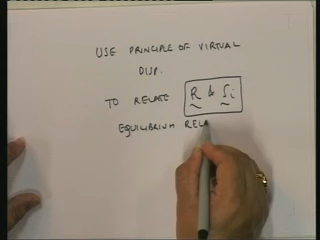 USE PRINCIPLE OF VIRTUAL
DISP.
TO RELATE R & Si
EQUILIBRIUM RELA